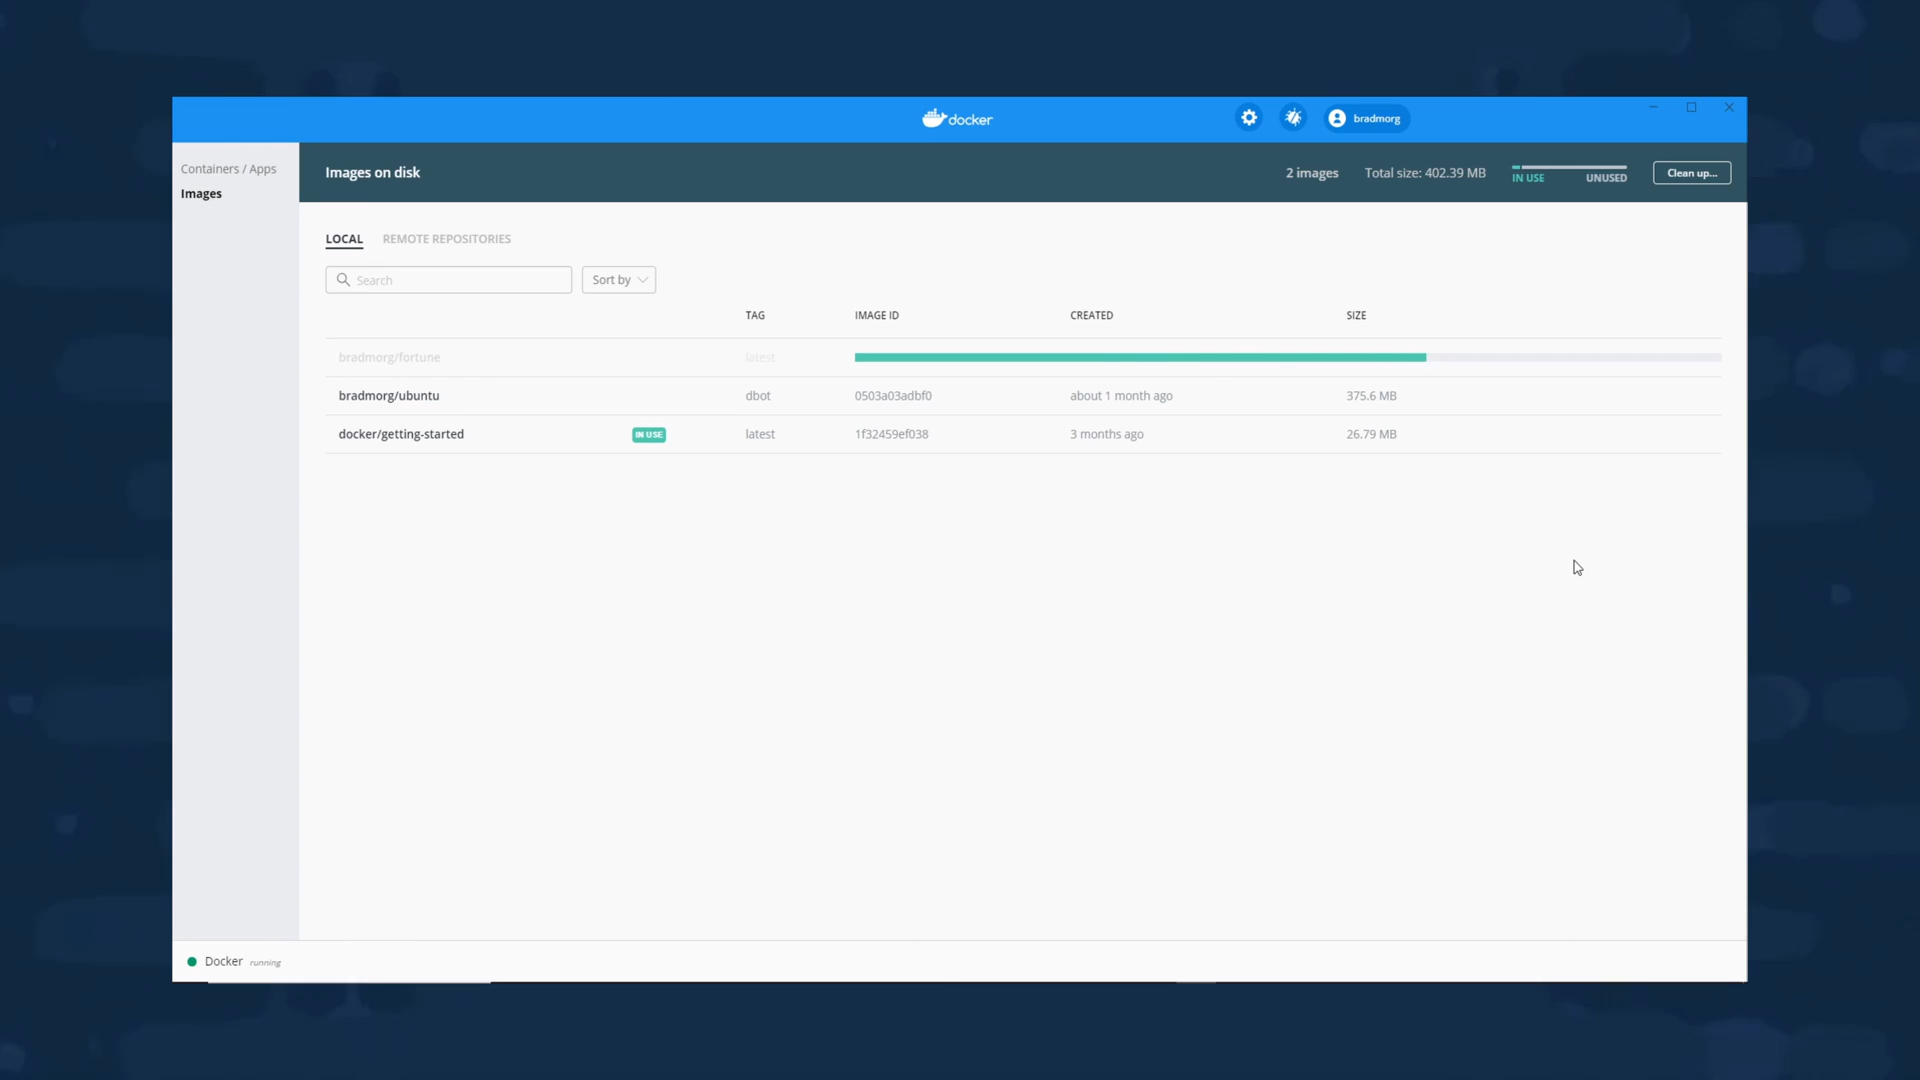 docker
bradmorg
Containers / Apps
Images
Images on disk
2 images
Total size: 402.39 MB
IN USE
UNUSED
Clean up...
LOCAL
REMOTE REPOSITORIES
Search
Sort by
TAG IMAGE ID CREATED SIZE
bradmorg/fortune latest
bradmorg/ubuntu dbot 0503a03adbf0 about 1 month ago 375.6 MB
docker/getting-started IN USE latest 1f32459ef038 3 months ago 26.79 MB
Docker running